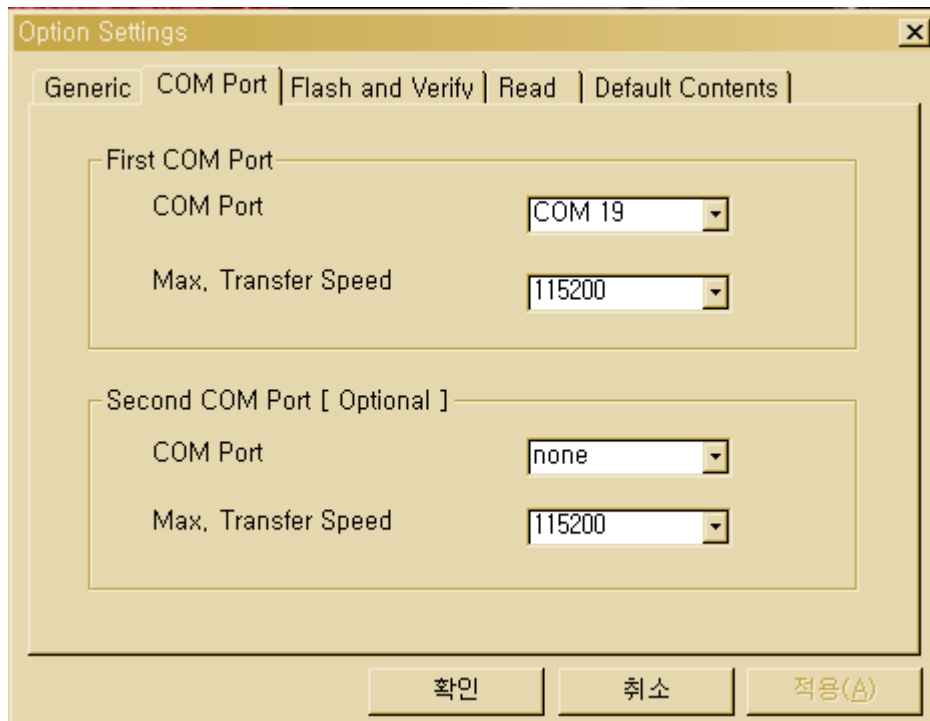 Option Settings
Generic COM Port Flash and Verify Read Default Contents
First COM Port
COM Port COM 19
Max, Transfer Speed 115200
Second COM Port [ Optional ]
COM Port none
Max, Transfer Speed 115200
확인 취소 적용(A)